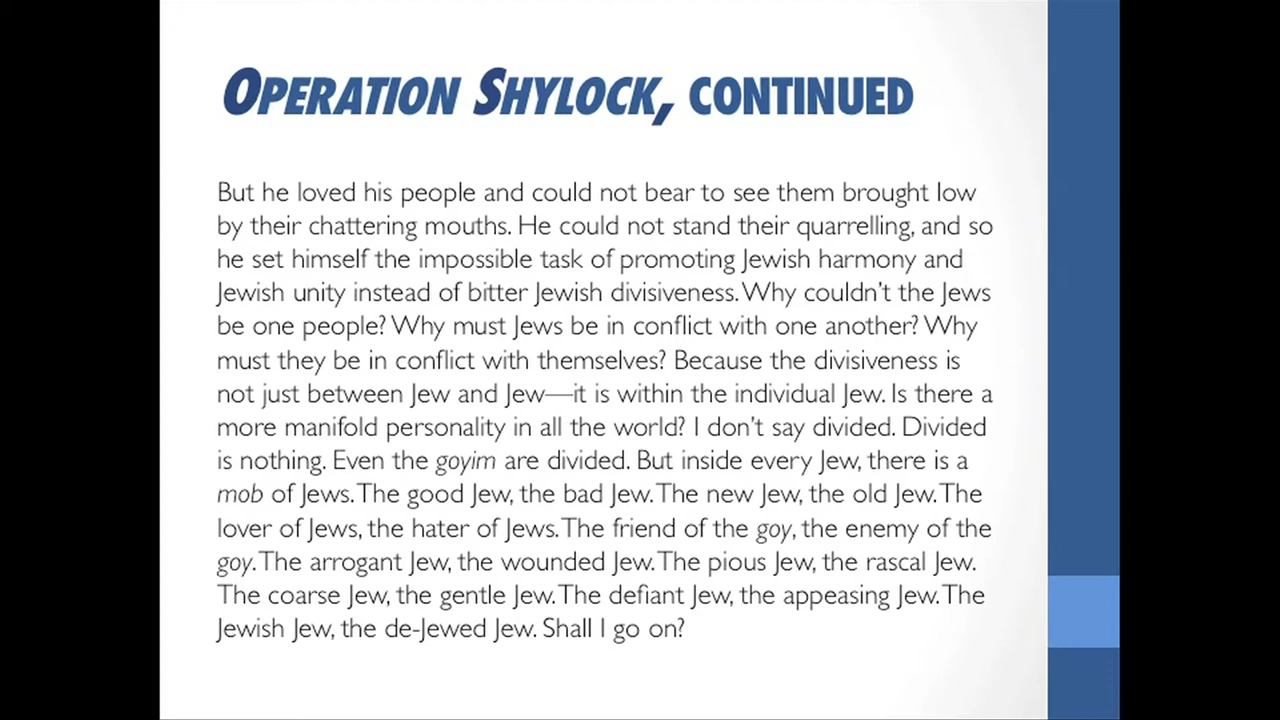 OPERATION SHYLOCK, CONTINUED
But he loved his people and could not bear to see them brought low
by their chattering mouths. He could not stand their quarrelling, and so
he set himself the impossible task of promoting Jewish harmony and
Jewish unity instead of bitter Jewish divisiveness. Why couldn't the Jews
be one people? Why must Jews be in conflict with one another? Why
must they be in conflict with themselves? Because the divisiveness is
not just between Jew and Jew—it is within the individual Jew. Is there a
more manifold personality in all the world? I don't say divided. Divided
is nothing. Even the goyim are divided. But inside every Jew, there is a
mob of Jews. The good Jew, the bad Jew. The new Jew, the old Jew. The
lover of Jews, the hater of Jews. The friend of the goy, the enemy of the
goy. The arrogant Jew, the wounded Jew. The pious Jew, the rascal Jew.
The coarse Jew, the gentle Jew. The defiant Jew, the appeasing Jew. The
Jewish Jew, the de-Jewed Jew. Shall I go on?